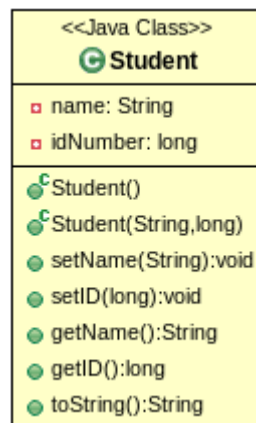 <<Java Class>>
C Student
name: String
idNumber: long
C Student()
C Student(String,long)
setName(String):void
setID(long):void
getName():String
getID():long
toString():String